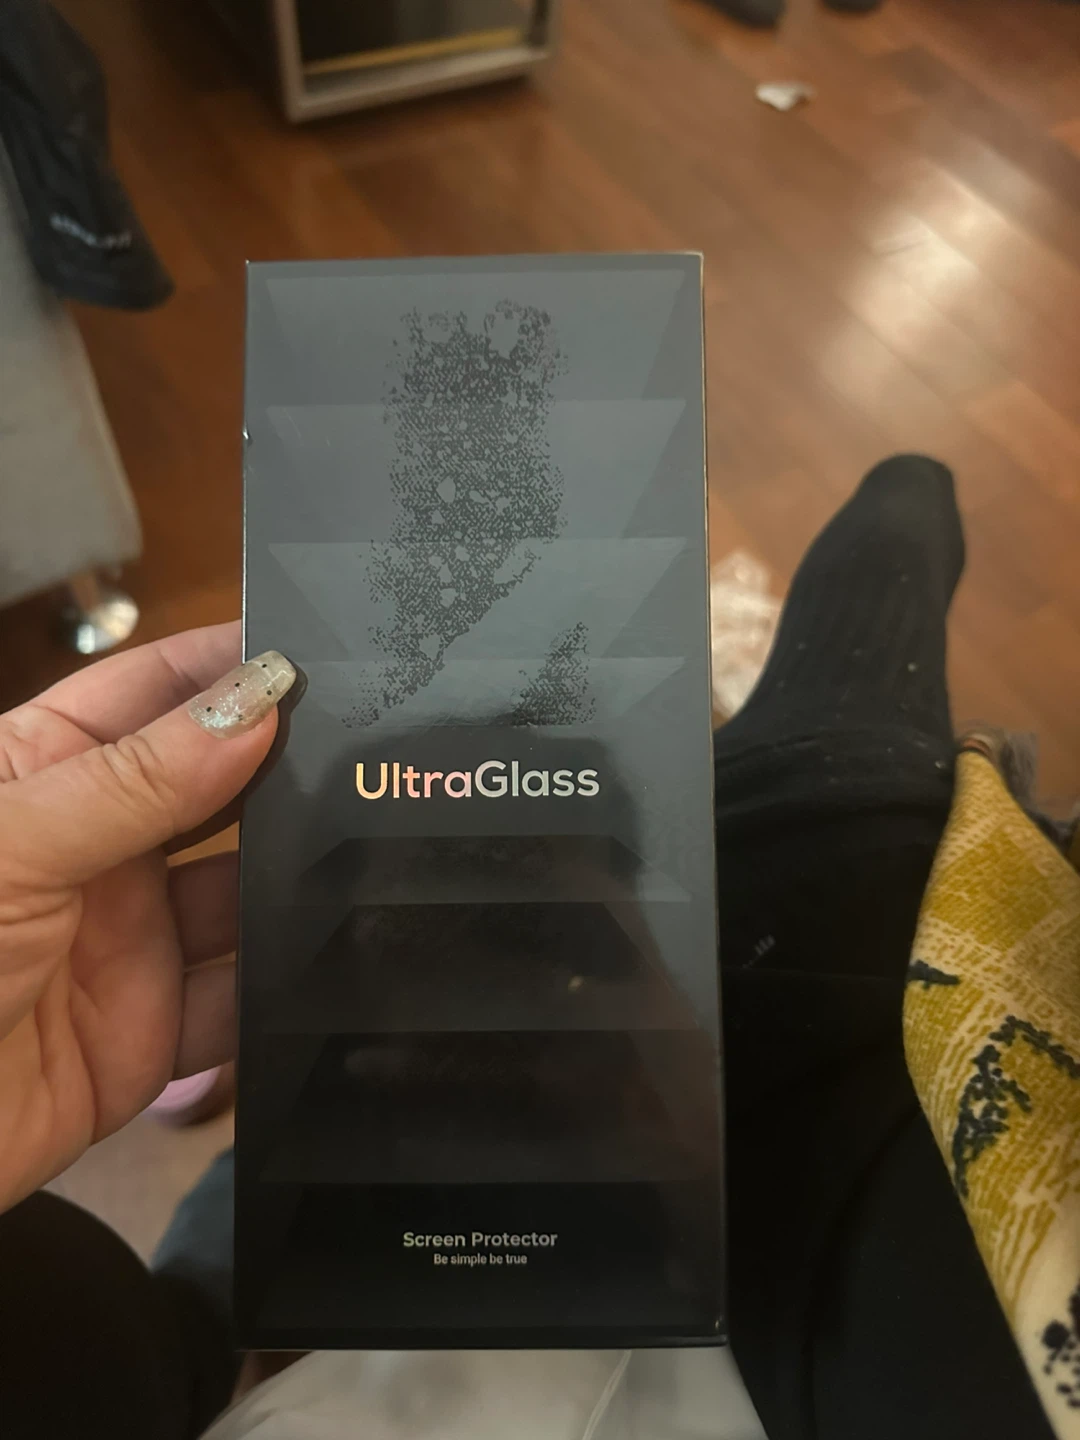 UltraGlass
Screen Protector
Be simple be true